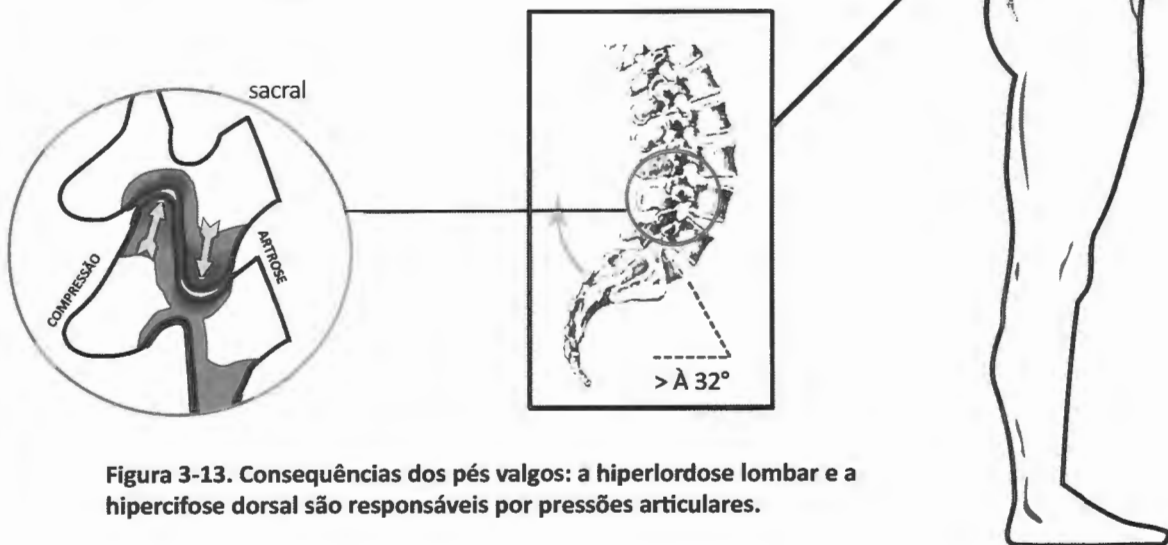 sacral
COMPRESSÃO
ARTROSE
> À 32°
Figura 3-13. Consequências dos pés valgos: a hiperlordose lombar e a
hipercifose dorsal são responsáveis por pressões articulares.